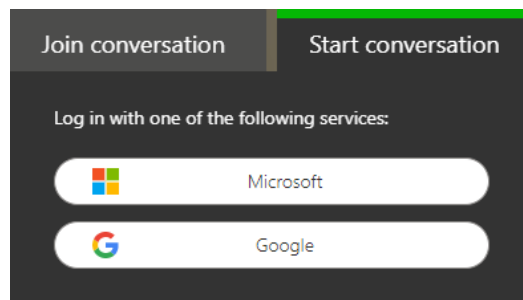 Join conversation
Start conversation
Log in with one of the following services:
Microsoft
Google